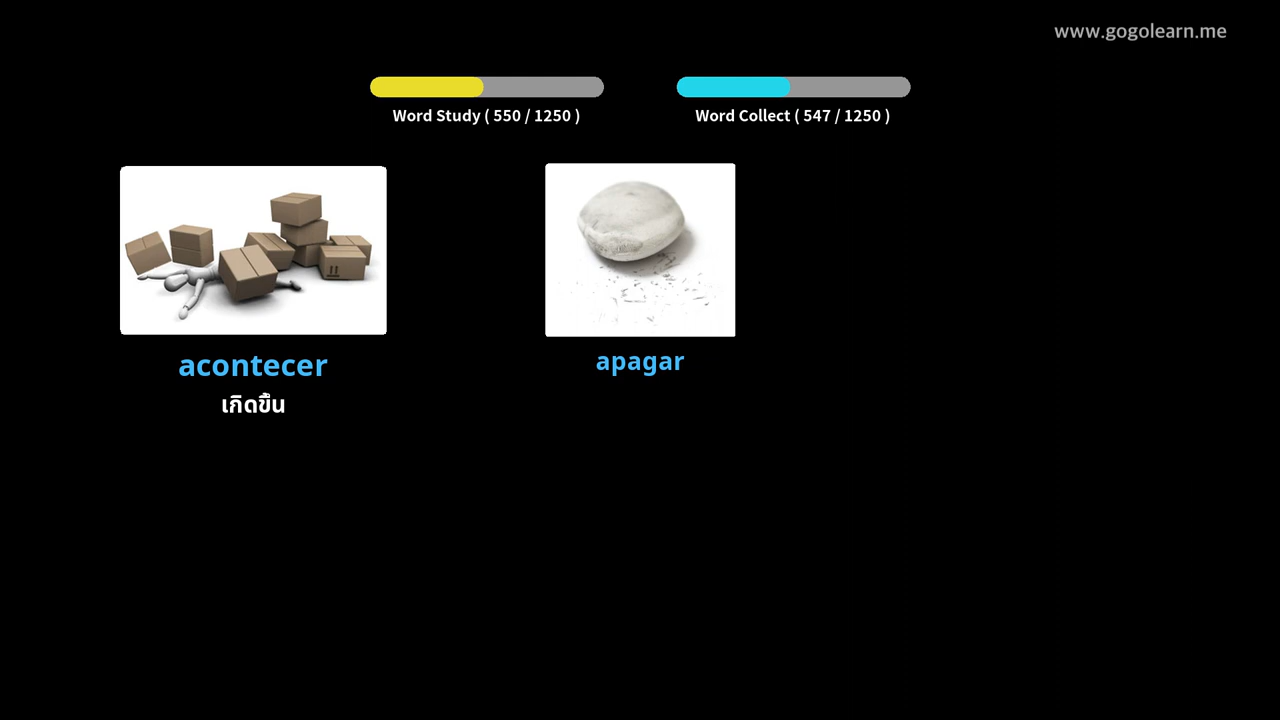 www.gogolearn.me
Word Study ( 550 / 1250 )
Word Collect ( 547 / 1250 )
acontecer
เกิดขึ้น
apagar